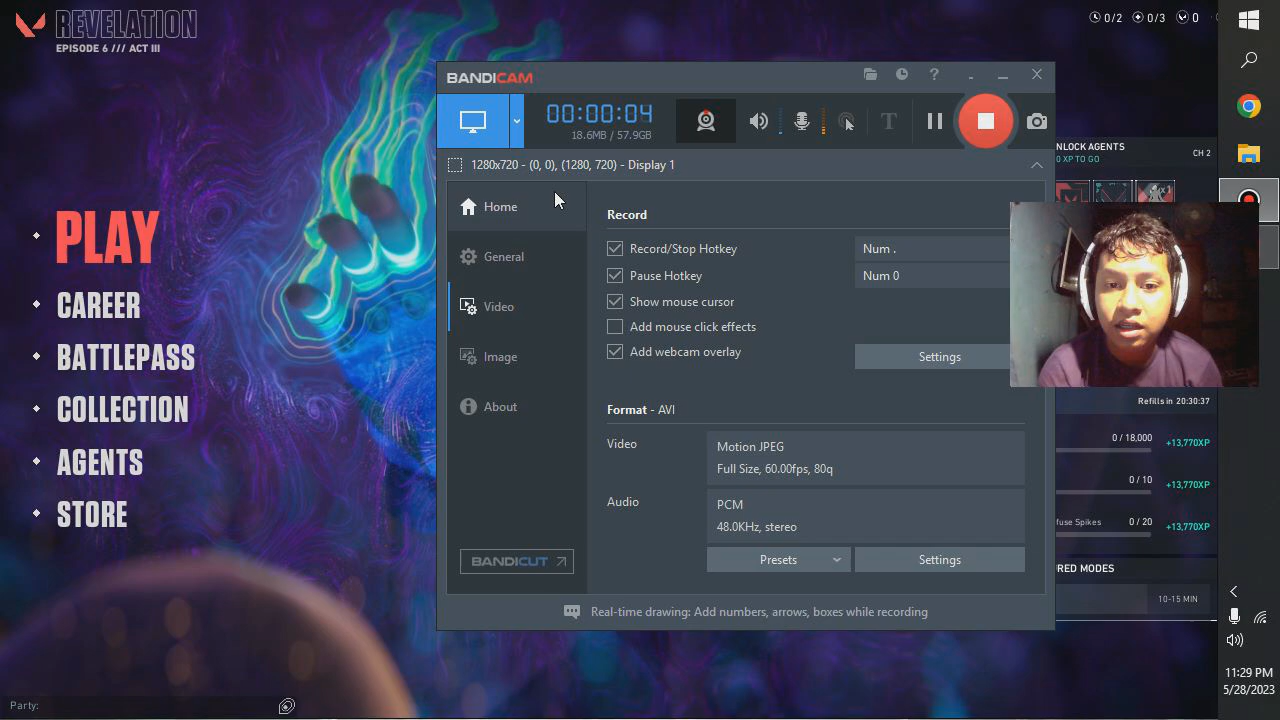 REVELATION
EPISODE 6 /// ACT III
0/2
0/3
0
PLAY
CAREER
BATTLEPASS
COLLECTION
AGENTS
STORE
Party:
BANDICAM
?
00:00:04
18.6MB / 57.9GB
T
1280x720 - (0, 0), (1280, 720) - Display 1
Home
General
Video
Image
About
BANDICUT
Record
Record/Stop Hotkey
Num .
Pause Hotkey
Num 0
Show mouse cursor
Add mouse click effects
Add webcam overlay
Settings
Format - AVI
Video
Motion JPEG
Full Size, 60.00fps, 80q
Audio
PCM
48.0KHz, stereo
Presets
Settings
Real-time drawing: Add numbers, arrows, boxes while recording
NLOCK AGENTS
0 XP TO GO
CH 2
x1
Refills in 20:30:37
0 / 18,000
+13,770XP
0 / 10
+13,770XP
fuse Spikes
0 / 20
+13,770XP
RED MODES
10-15 MIN
11:29 PM
5/28/2023